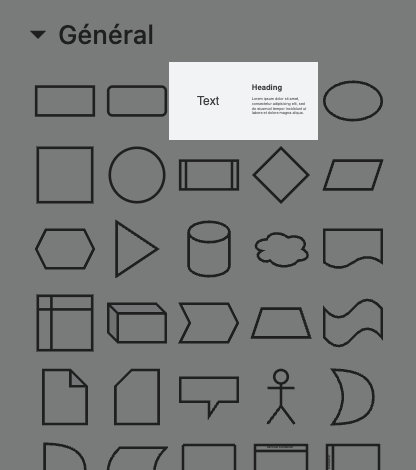 Général
Text
Heading
Lorem ipsum dolor sit amet,
consectetur adipisicing elit, sed
do eiusmod tempor incididunt ut
labore et dolore magna aliqua.